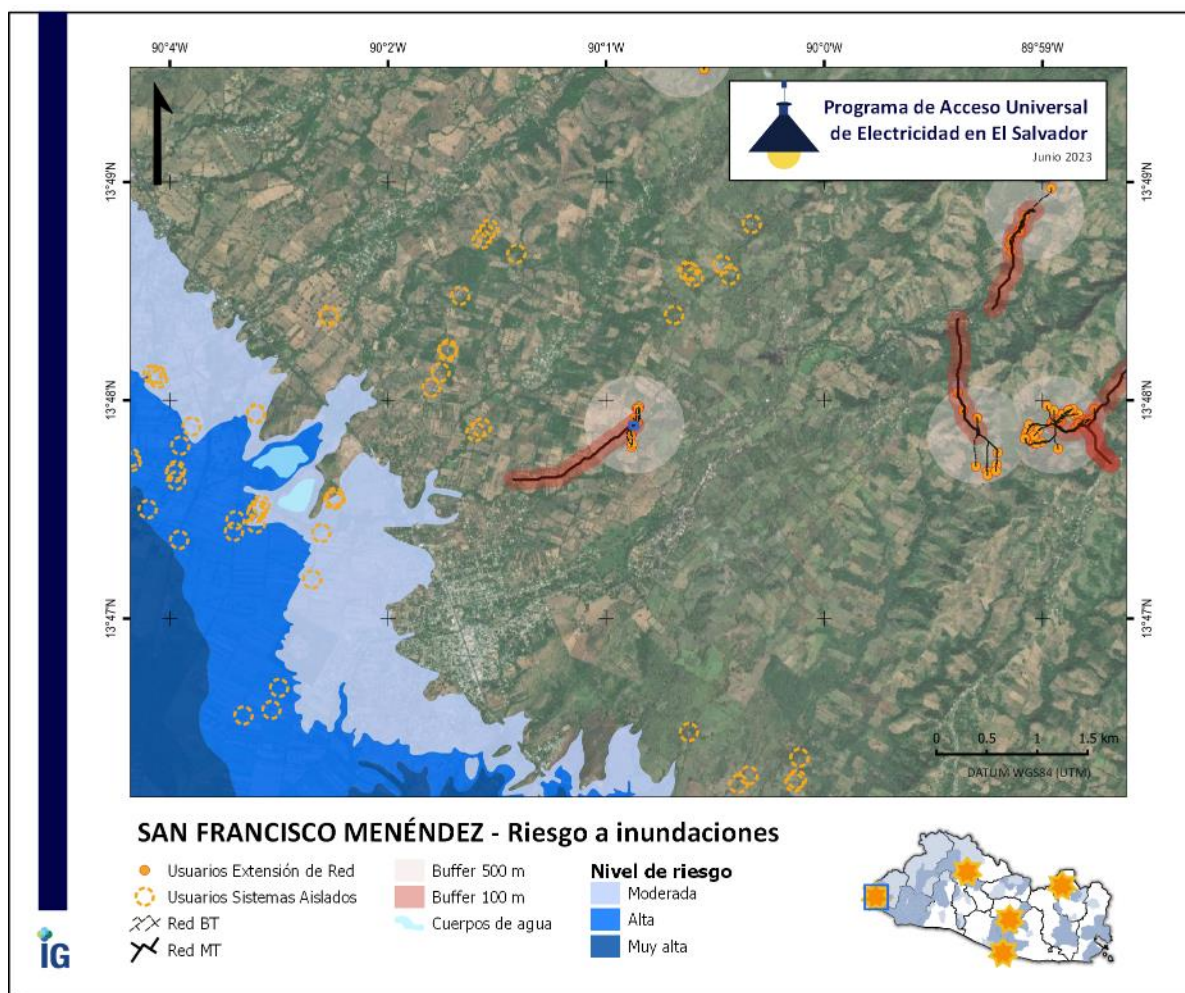 90°4'W 90°2'W 90°1'W 90°0'W 89°59'W
Programa de Acceso Universal
de Electricidad en El Salvador
Junio 2023
13°49'N 13°49'N
13°48'N 13°48'N
13°47'N 13°47'N
0 0.5 1 1.5 km
DATUM WGS84 (UTM)
SAN FRANCISCO MENÉNDEZ - Riesgo a inundaciones
Usuarios Extensión de Red
Usuarios Sistemas Aislados
Red BT
Red MT
Buffer 500 m
Buffer 100 m
Cuerpos de agua
Nivel de riesgo
Moderada
Alta
Muy alta
IG